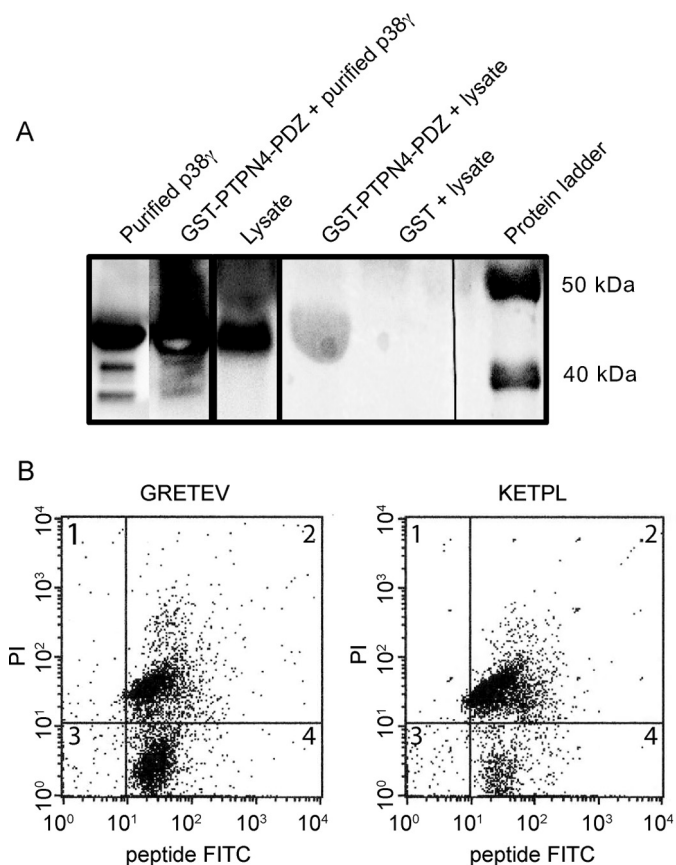 A
Purified p38γ
GST-PTPN4-PDZ + purified p38γ
Lysate
GST-PTPN4-PDZ + lysate
GST + lysate
Protein ladder
50 kDa
40 kDa
B
GRETEV
10⁴
10³
10²
10¹
10⁰
PI
1
2
3
4
10⁰ 10¹ 10² 10³ 10⁴
peptide FITC
KETPL
10⁴
10³
10²
10¹
10⁰
PI
1
2
3
4
10⁰ 10¹ 10² 10³ 10⁴
peptide FITC